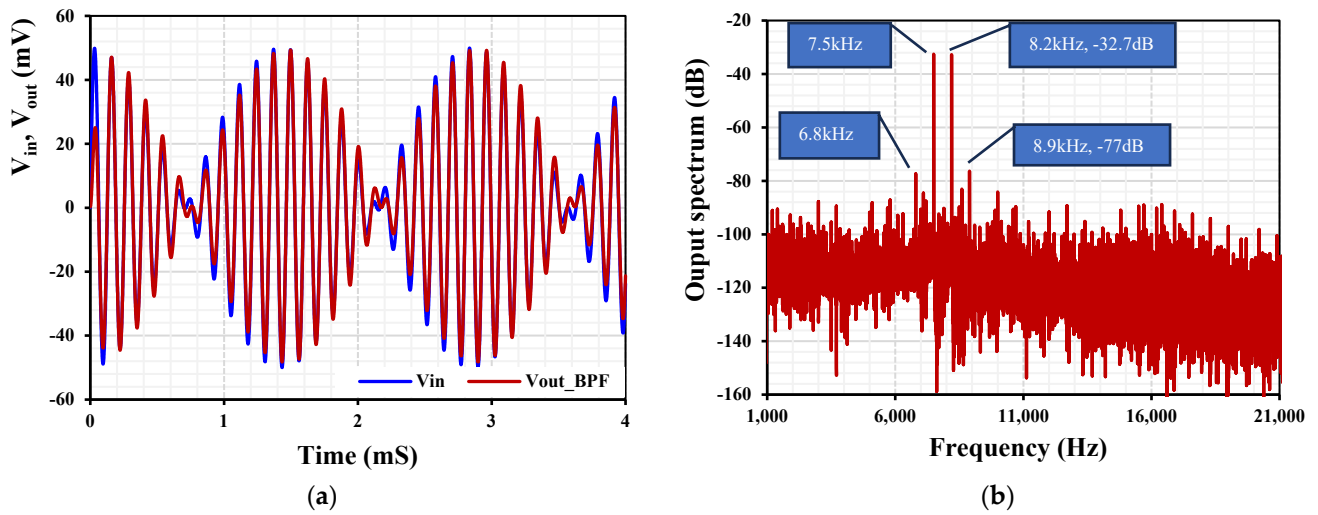 60
40
20
0
-20
-40
-60
V_in, V_out (mV)
Vin
Vout_BPF
0
1
2
3
4
Time (mS)
(a)
-20
-40
-60
-80
-100
-120
-140
-160
Ouput spectrum (dB)
7.5kHz
8.2kHz, -32.7dB
6.8kHz
8.9kHz, -77dB
1,000
6,000
11,000
16,000
21,000
Frequency (Hz)
(b)